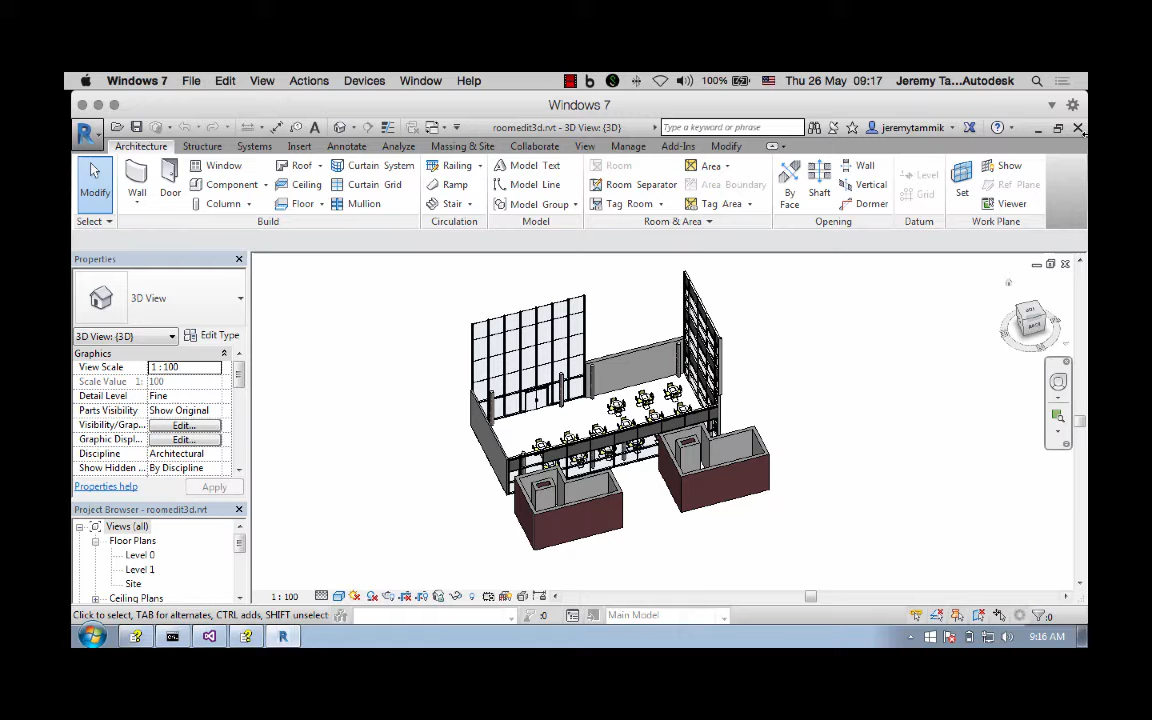 Windows 7 File Edit View Actions Devices Window Help 100% Thu 26 May 09:17 Jeremy Ta...Autodesk
Windows 7
roomedit3d.rvt - 3D View: {3D} Type a keyword or phrase jeremytammik
Architecture Structure Systems Insert Annotate Analyze Massing & Site Collaborate View Manage Add-Ins Modify
Window Roof Curtain System Railing Model Text Room Area Wall Show
Level
Component Ceiling Curtain Grid Ramp Model Line Room Separator Area Boundary Vertical Ref Plane
Modify Wall Door By Shaft Set
Grid
Column Floor Mullion Stair Model Group Tag Room Tag Area Face Dormer Viewer
Select Build Circulation Model Room & Area Opening Datum Work Plane
Properties
3D View
3D View: {3D} Edit Type
Graphics
View Scale 1 : 100
Scale Value 1: 100
Detail Level Fine
Parts Visibility Show Original
Visibility/Grap... Edit...
Graphic Displ... Edit...
Discipline Architectural
Show Hidden By Discipline
Properties help Apply
Project Browser - roomedit3d.rvt
Views (all)
Floor Plans
Level 0
Level 1
Site
Ceiling Plans
1 : 100
Click to select, TAB for alternates, CTRL adds, SHIFT unselect :0 Main Model :0
9:16 AM